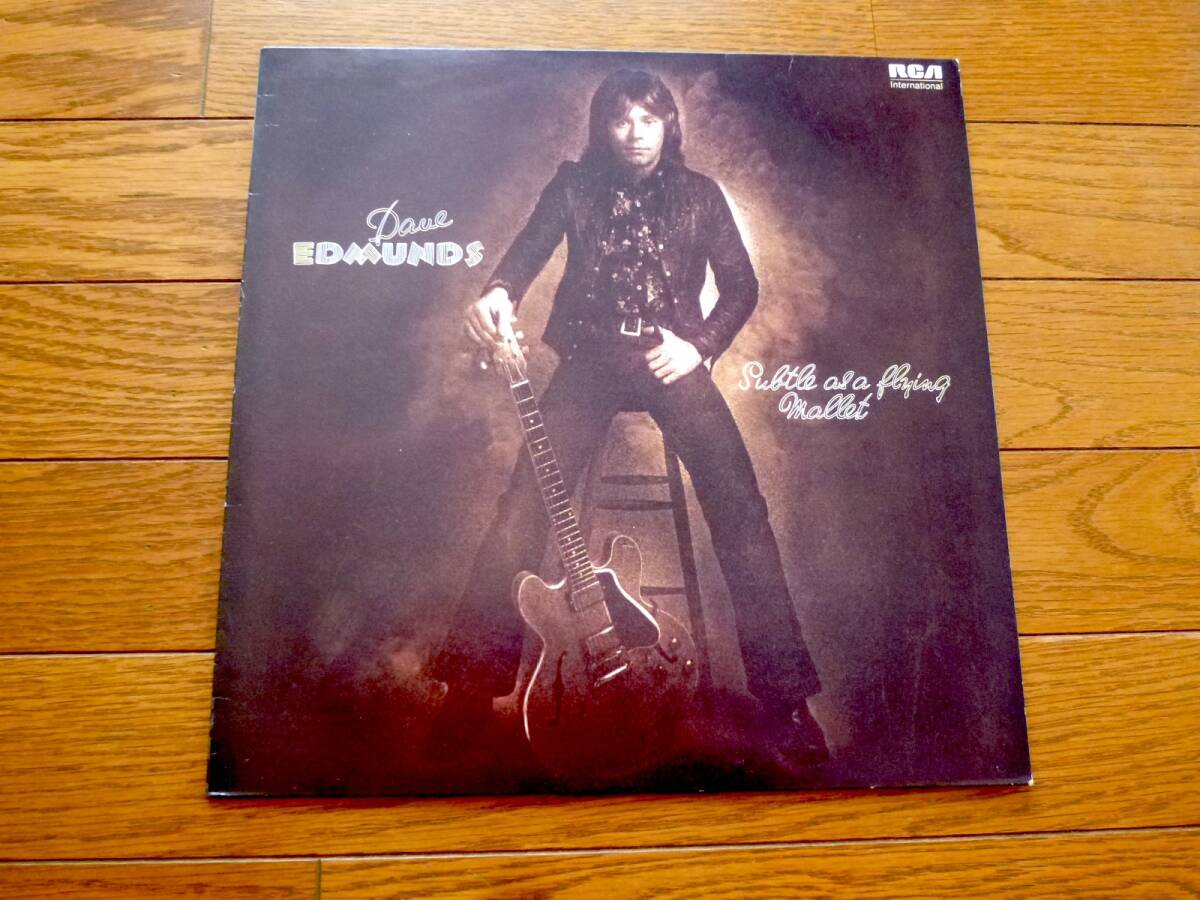 RCA
International
Dave
EDMUNDS
Subtle as a flying
Mallet